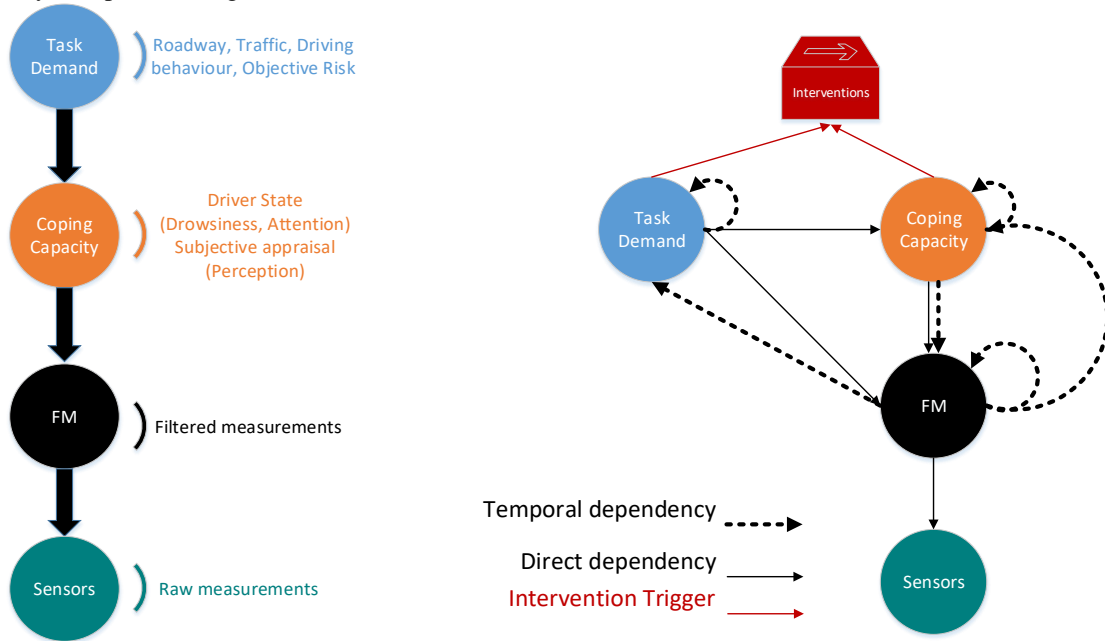 Task
Demand
Roadway, Traffic, Driving
behaviour, Objective Risk
Coping
Capacity
Driver State
(Drowsiness, Attention)
Subjective appraisal
(Perception)
FM
Filtered measurements
Sensors
Raw measurements
Interventions
Task
Demand
Coping
Capacity
FM
Sensors
Temporal dependency
Direct dependency
Intervention Trigger